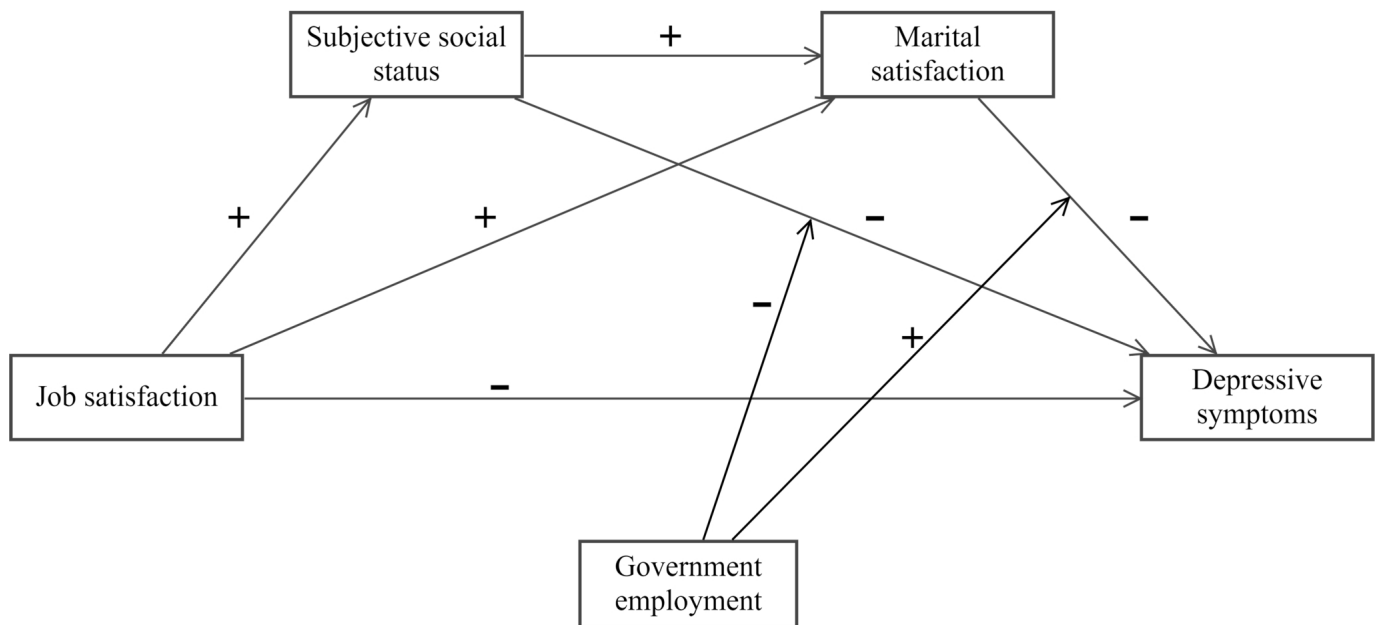 Subjective social
status
+
Marital
satisfaction
+
+
-
-
-
+
Job satisfaction
-
Depressive
symptoms
Government
employment